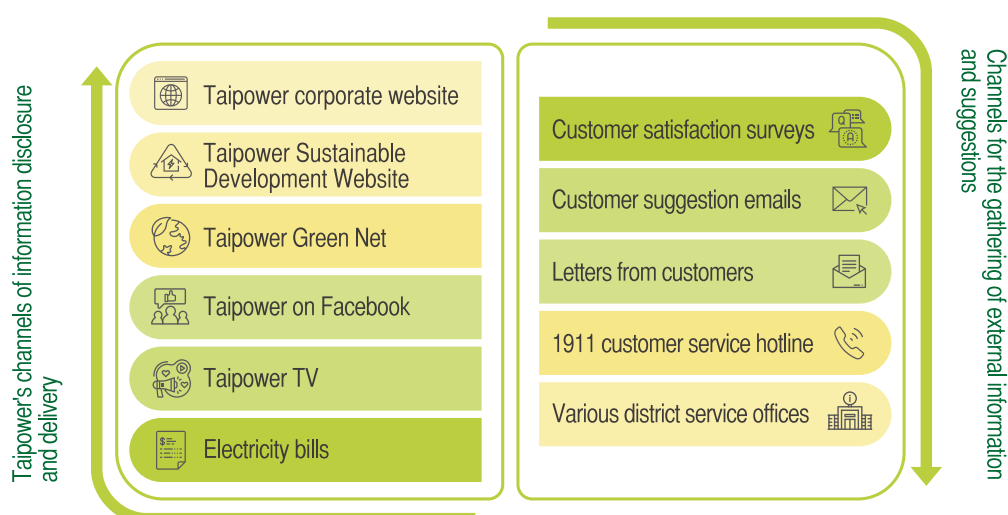 Taipower's channels of information disclosure
and delivery
Taipower corporate website
Taipower Sustainable
Development Website
Taipower Green Net
Taipower on Facebook
Taipower TV
Electricity bills
Customer satisfaction surveys
Customer suggestion emails
Letters from customers
1911 customer service hotline
Various district service offices
Channels for the gathering of external information
and suggestions